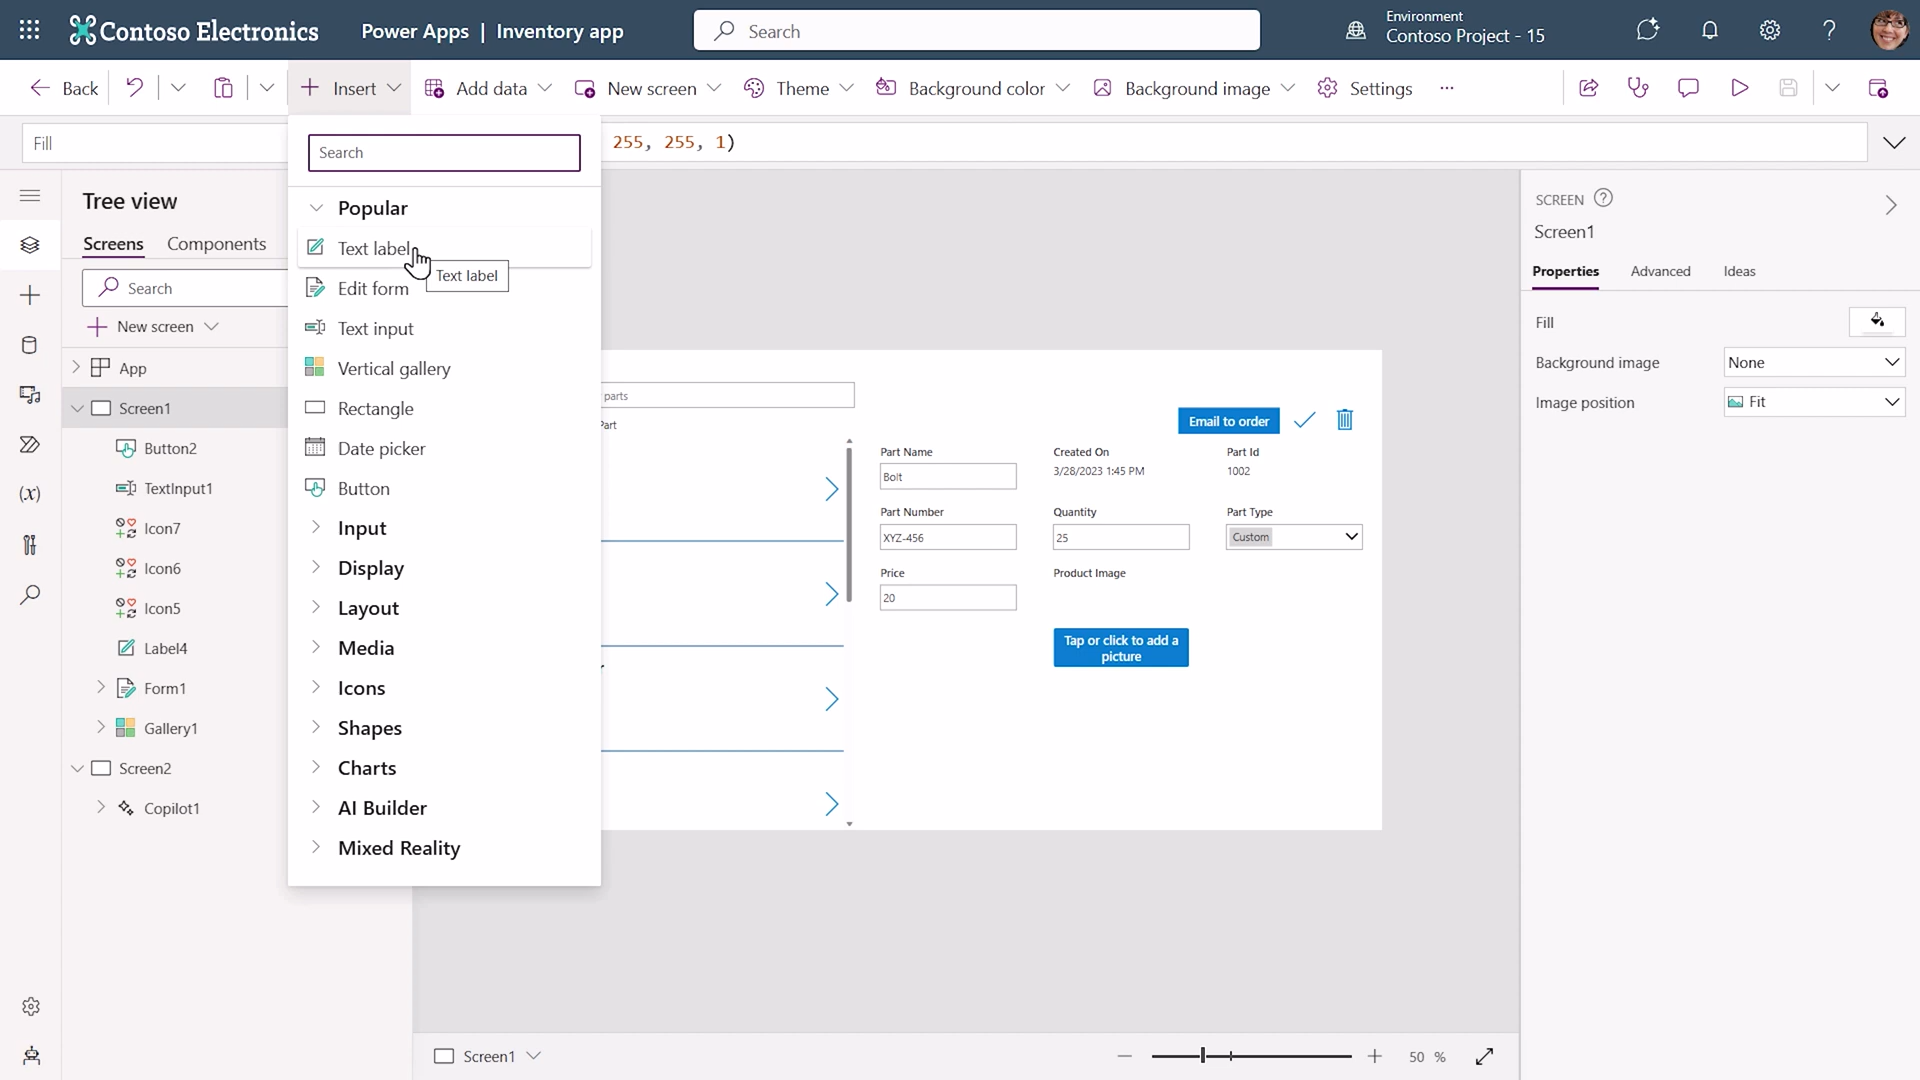 Contoso Electronics
Power Apps | Inventory app
Search
Environment
Contoso Project - 15
Back
Insert
Add data
New screen
Theme
Background color
Background image
Settings
Fill
255, 255, 1)
Search
Tree view
Screens
Components
Search
New screen
App
Screen1
Button2
TextInput1
Icon7
Icon6
Icon5
Label4
Form1
Gallery1
Screen2
Copilot1
Popular
Text label
Text label
Edit form
Text input
Vertical gallery
Rectangle
Date picker
Button
Input
Display
Layout
Media
Icons
Shapes
Charts
AI Builder
Mixed Reality
parts
Part
Email to order
Part Name
Created On
Part Id
Bolt
3/28/2023 1:45 PM
1002
Part Number
Quantity
Part Type
XYZ-456
25
Custom
Price
Product Image
20
Tap or click to add a
picture
SCREEN
Screen1
Properties
Advanced
Ideas
Fill
Background image
None
Image position
Fit
Screen1
50 %